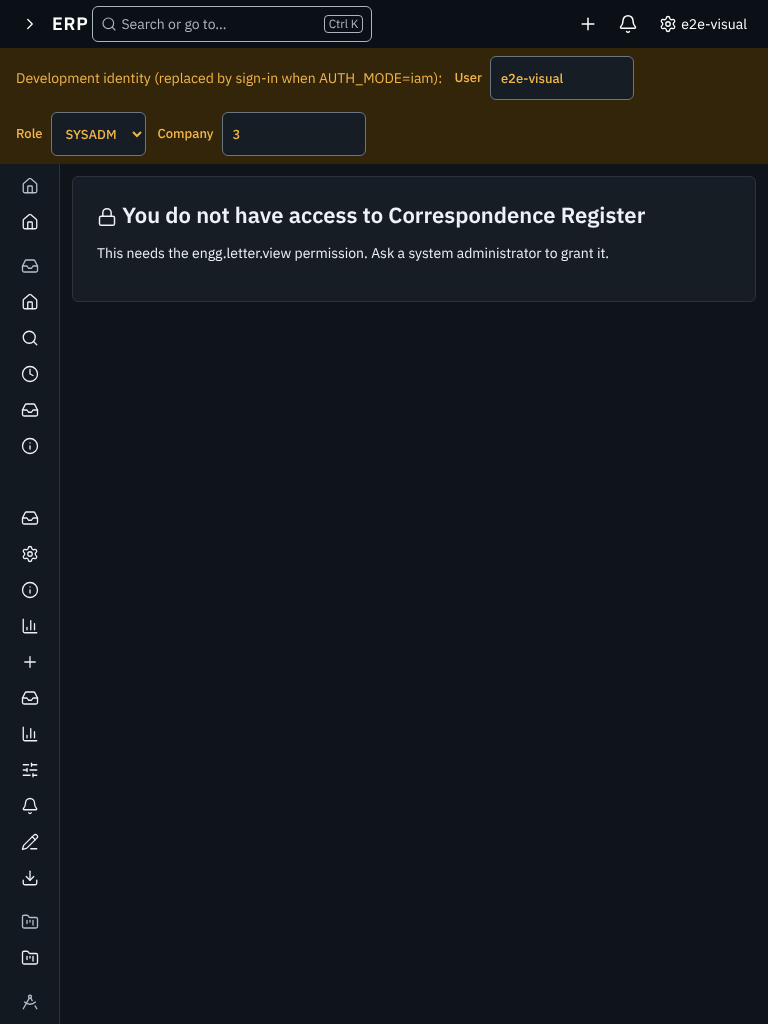 ERP Search or go to... Ctrl K e2e-visual
Development identity (replaced by sign-in when AUTH_MODE=iam): User e2e-visual
Role SYSADM Company 3
You do not have access to Correspondence Register
This needs the engg.letter.view permission. Ask a system administrator to grant it.